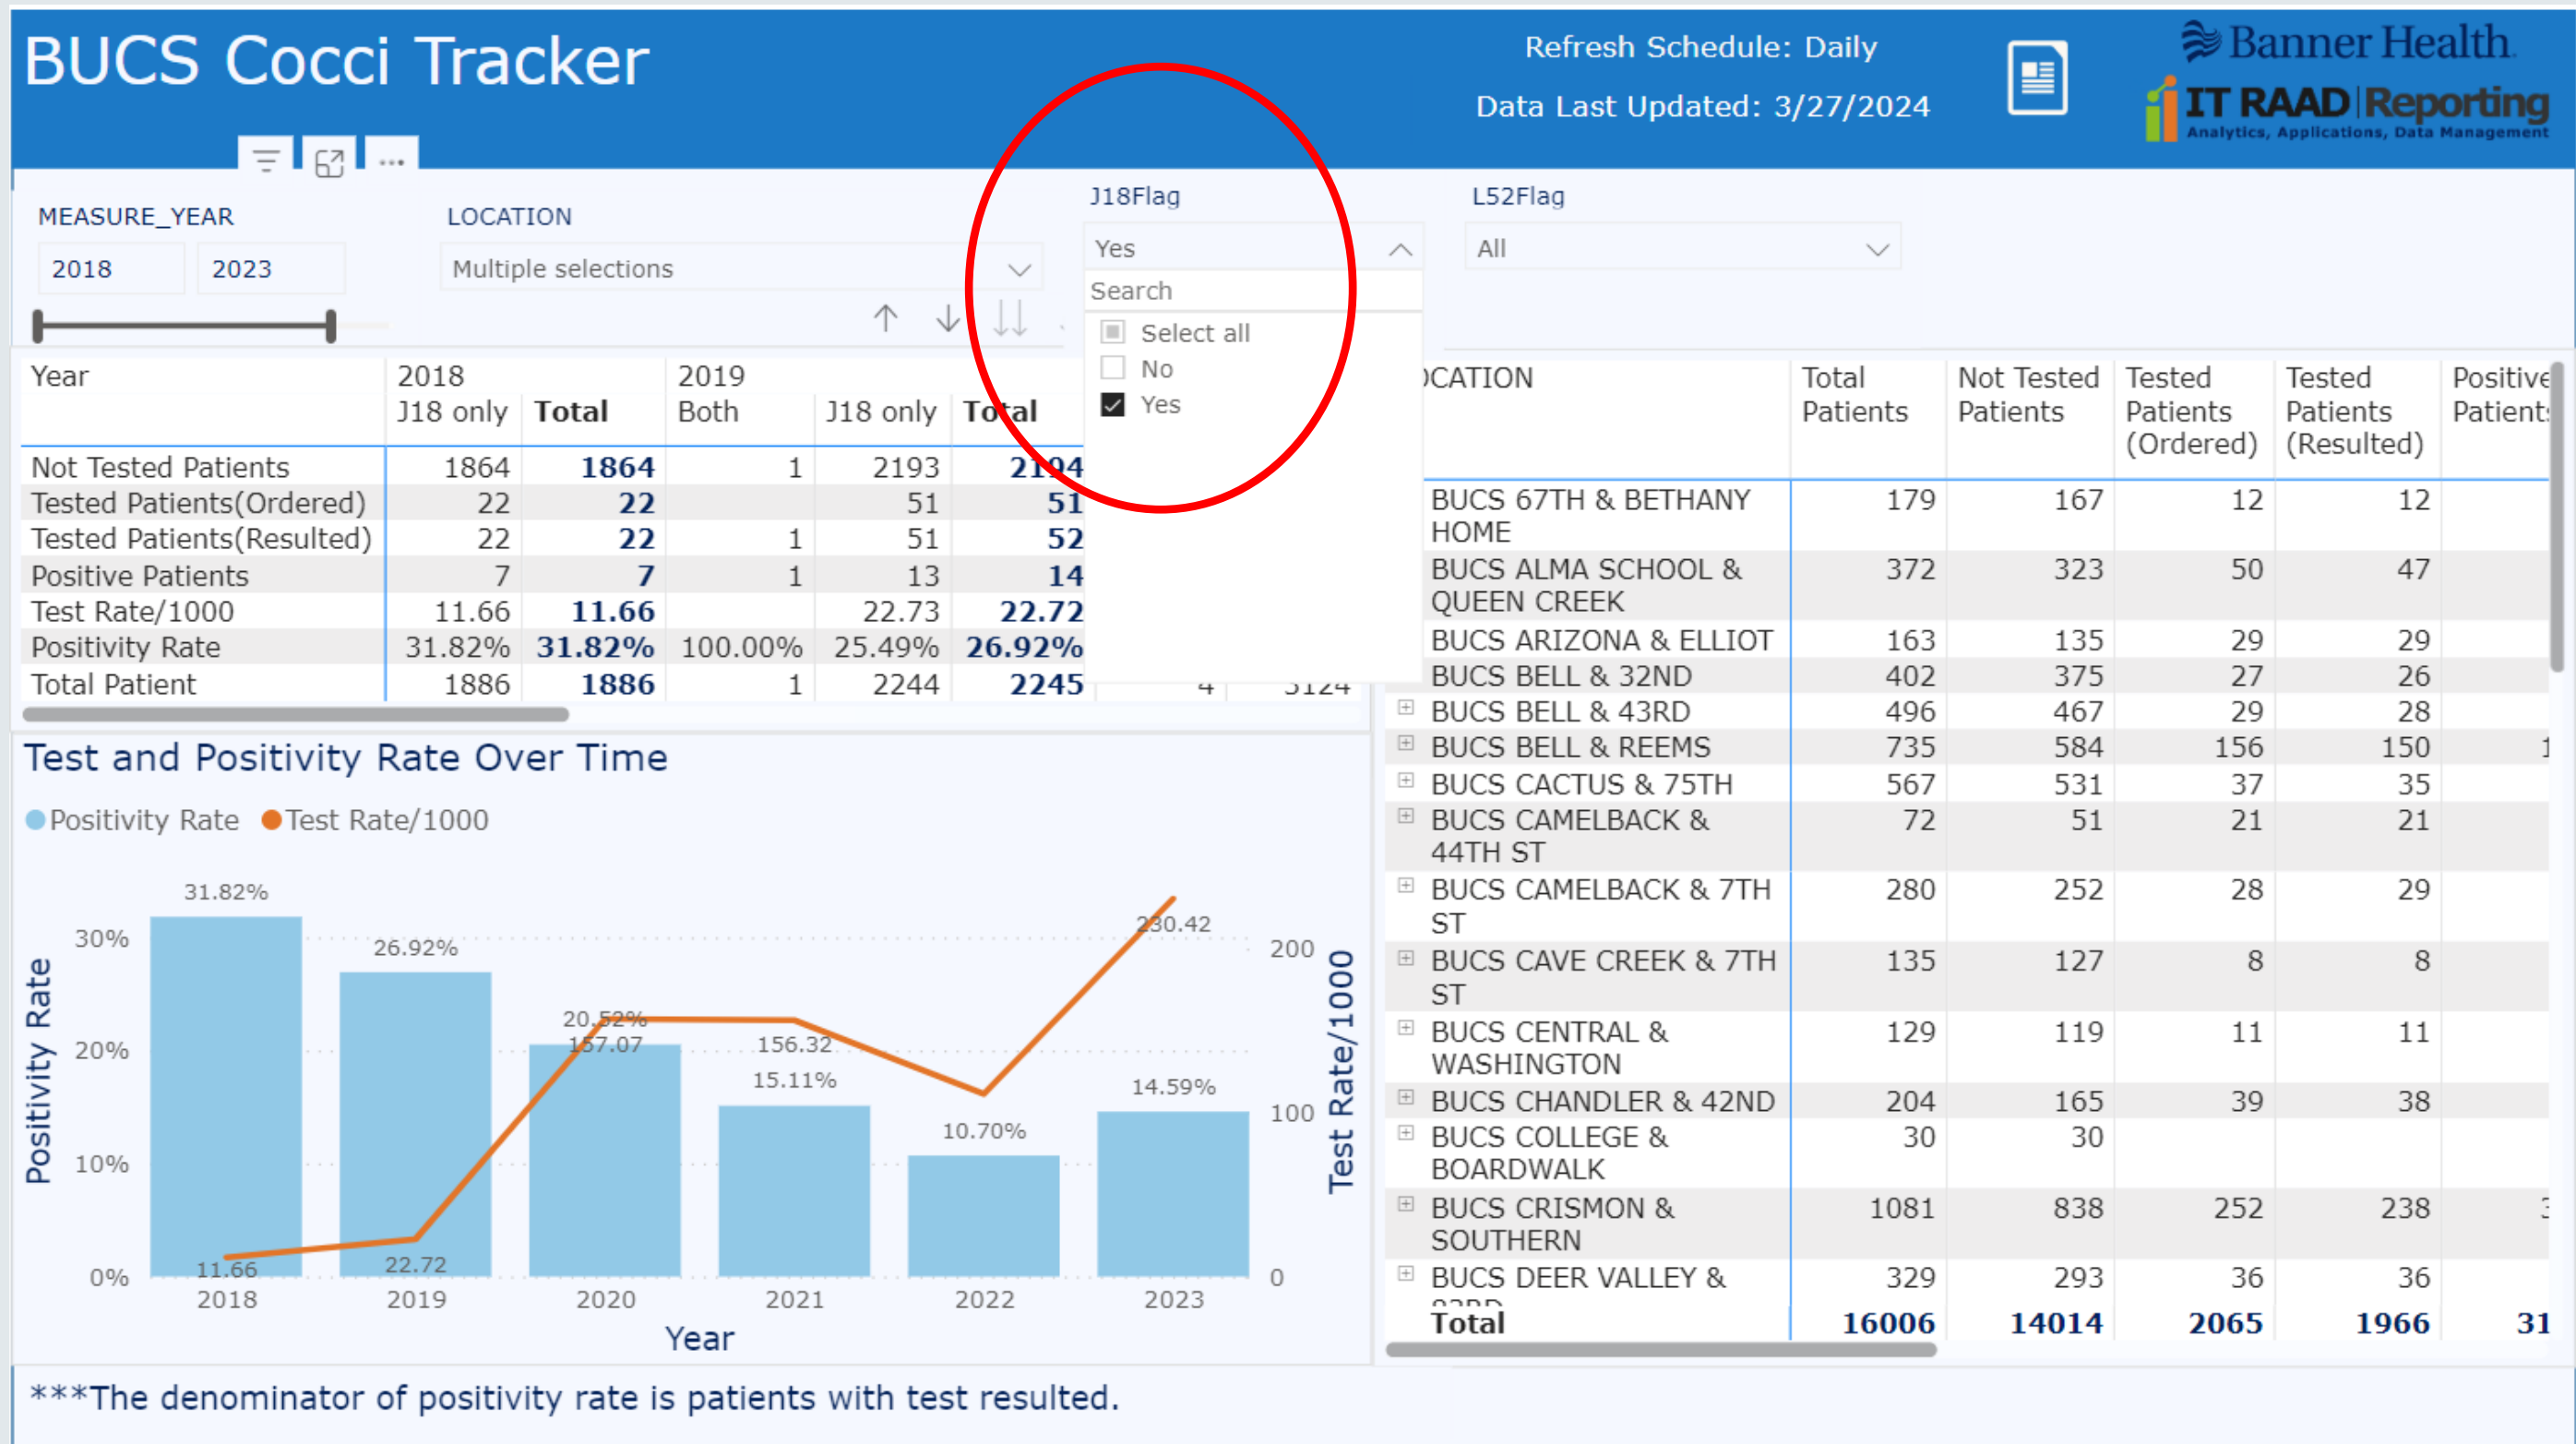 BUCS Cocci Tracker
Refresh Schedule: Daily
Data Last Updated: 3/27/2024
Banner Health
IT RAAD|Reporting
Analytics, Applications, Data Management
MEASURE_YEAR
2018 2023
LOCATION
Multiple selections
J18Flag
Yes
Search
Select all
No
Yes
L52Flag
All
Year 2018 2019
J18 only Total Both J18 only Total
Not Tested Patients 1864 1864 1 2193 2194
Tested Patients(Ordered) 22 22 51 51
Tested Patients(Resulted) 22 22 1 51 52
Positive Patients 7 7 1 13 14
Test Rate/1000 11.66 11.66 22.73 22.72
Positivity Rate 31.82% 31.82% 100.00% 25.49% 26.92%
Total Patient 1886 1886 1 2244 2245 4 3124
Test and Positivity Rate Over Time
Positivity Rate Test Rate/1000
Positivity Rate
30%
20%
10%
0%
31.82%
26.92%
20.52%
157.07
156.32
15.11%
10.70%
230.42
14.59%
11.66
22.72
200
100
0
Test Rate/1000
2018 2019 2020 2021 2022 2023
Year
OCATION Total Not Tested Tested Tested Positive
Patients Patients Patients Patients Patients
(Ordered) (Resulted)
BUCS 67TH & BETHANY 179 167 12 12
HOME
BUCS ALMA SCHOOL & 372 323 50 47
QUEEN CREEK
BUCS ARIZONA & ELLIOT 163 135 29 29
BUCS BELL & 32ND 402 375 27 26
BUCS BELL & 43RD 496 467 29 28
BUCS BELL & REEMS 735 584 156 150 1
BUCS CACTUS & 75TH 567 531 37 35
BUCS CAMELBACK & 72 51 21 21
44TH ST
BUCS CAMELBACK & 7TH 280 252 28 29
ST
BUCS CAVE CREEK & 7TH 135 127 8 8
ST
BUCS CENTRAL & 129 119 11 11
WASHINGTON
BUCS CHANDLER & 42ND 204 165 39 38
BUCS COLLEGE & 30 30
BOARDWALK
BUCS CRISMON & 1081 838 252 238 3
SOUTHERN
BUCS DEER VALLEY & 329 293 36 36
Total 16006 14014 2065 1966 31
***The denominator of positivity rate is patients with test resulted.